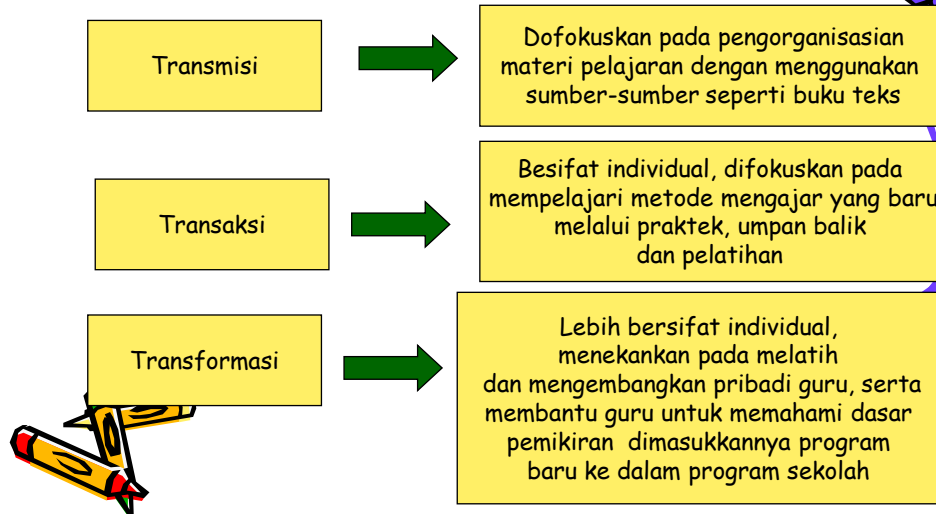 Transmisi
Dofokuskan pada pengorganisasian
materi pelajaran dengan menggunakan
sumber-sumber seperti buku teks
Transaksi
Besifat individual, difokuskan pada
mempelajari metode mengajar yang baru
melalui praktek, umpan balik
dan pelatihan
Transformasi
Lebih bersifat individual,
menekankan pada melatih
dan mengembangkan pribadi guru, serta
membantu guru untuk memahami dasar
pemikiran dimasukkannya program
baru ke dalam program sekolah